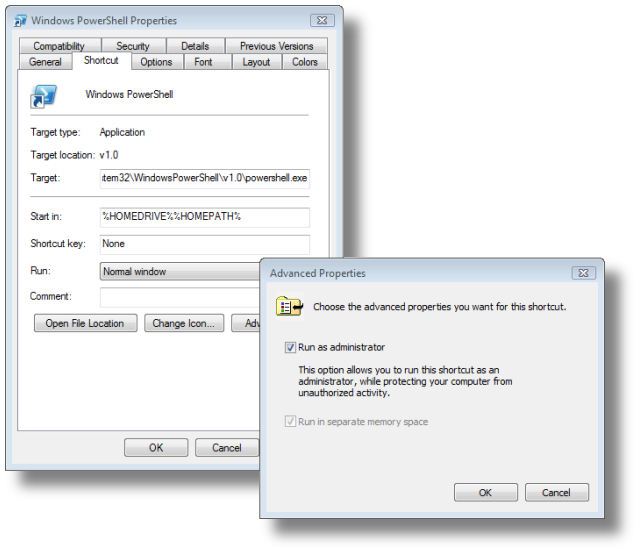 Windows PowerShell Properties
Compatibility Security Details Previous Versions
General Shortcut Options Font Layout Colors
Windows PowerShell
Target type: Application
Target location: v1.0
Target: tem32\WindowsPowerShell\v1.0\powershell.exe
Start in: %HOMEDRIVE%%HOMEPATH%
Shortcut key: None
Run: Normal window
Comment:
Open File Location Change Icon... Adv
OK Cancel
Advanced Properties
Choose the advanced properties you want for this shortcut.
Run as administrator
This option allows you to run this shortcut as an
administrator, while protecting your computer from
unauthorized activity.
Run in separate memory space
OK Cancel